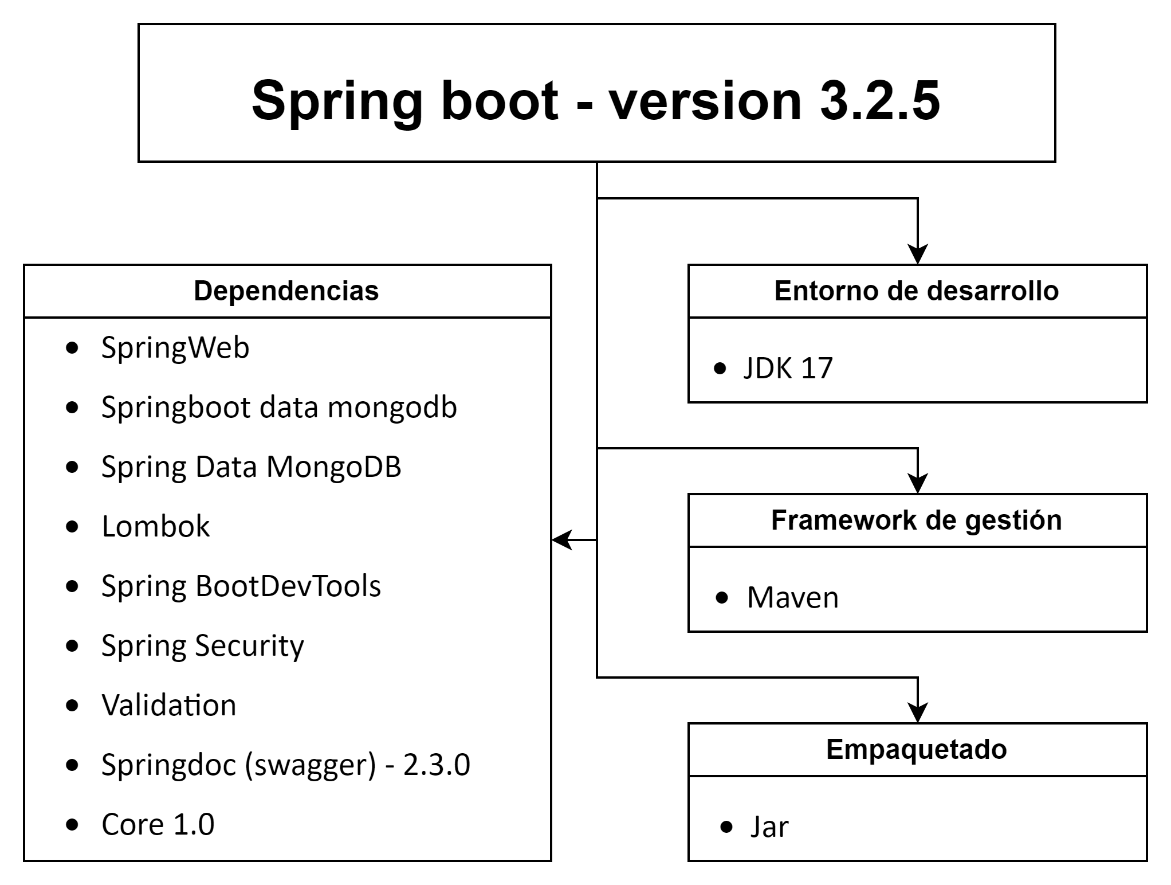 Spring boot - version 3.2.5
Dependencias
• SpringWeb
• Springboot data mongodb
• Spring Data MongoDB
• Lombok
• Spring BootDevTools
• Spring Security
• Validation
• Springdoc (swagger) - 2.3.0
• Core 1.0
Entorno de desarrollo
• JDK 17
Framework de gestión
• Maven
Empaquetado
• Jar